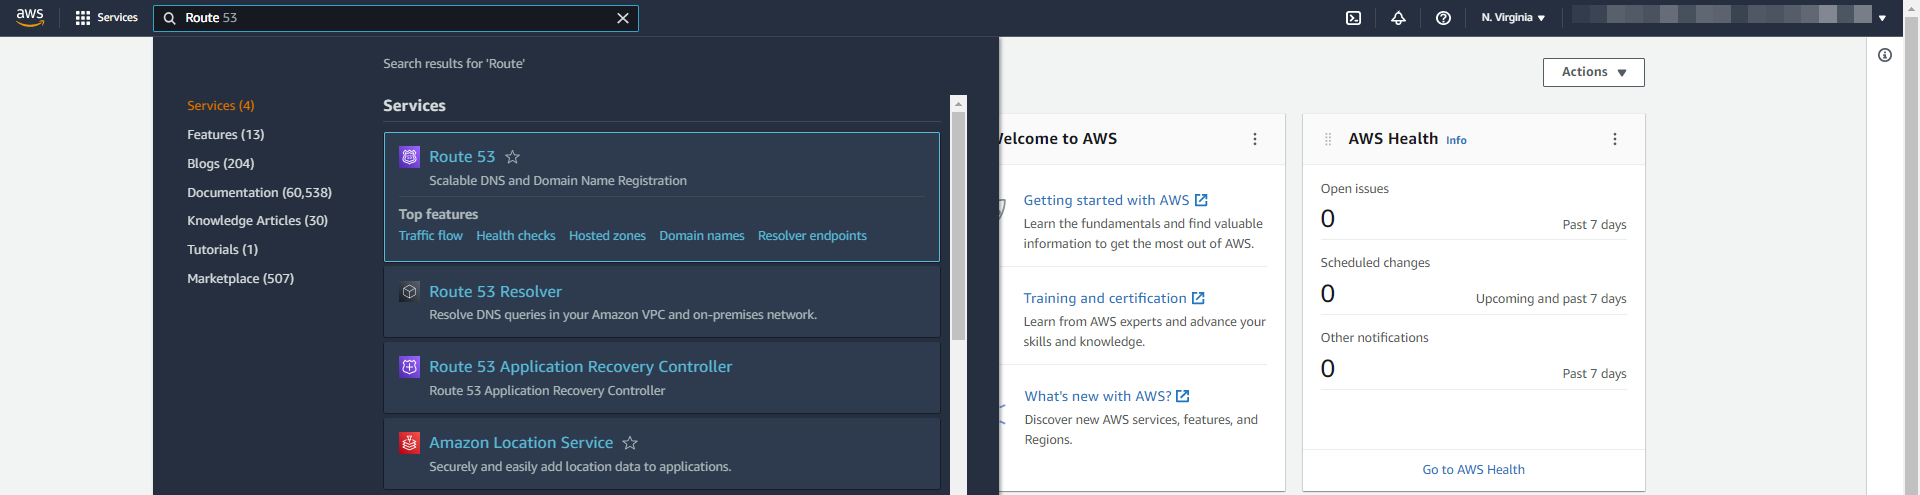 aws
Services
Route 53
N. Virginia
Search results for 'Route'
Services (4)
Features (13)
Blogs (204)
Documentation (60,538)
Knowledge Articles (30)
Tutorials (1)
Marketplace (507)
Services
Route 53
Scalable DNS and Domain Name Registration
Top features
Traffic flow Health checks Hosted zones Domain names Resolver endpoints
Route 53 Resolver
Resolve DNS queries in your Amazon VPC and on-premises network.
Route 53 Application Recovery Controller
Route 53 Application Recovery Controller
Amazon Location Service
Securely and easily add location data to applications.
Actions
elcome to AWS
Getting started with AWS
Learn the fundamentals and find valuable
information to get the most out of AWS.
Training and certification
Learn from AWS experts and advance your
skills and knowledge.
What's new with AWS?
Discover new AWS services, features, and
Regions.
AWS Health Info
Open issues
0 Past 7 days
Scheduled changes
0 Upcoming and past 7 days
Other notifications
0 Past 7 days
Go to AWS Health